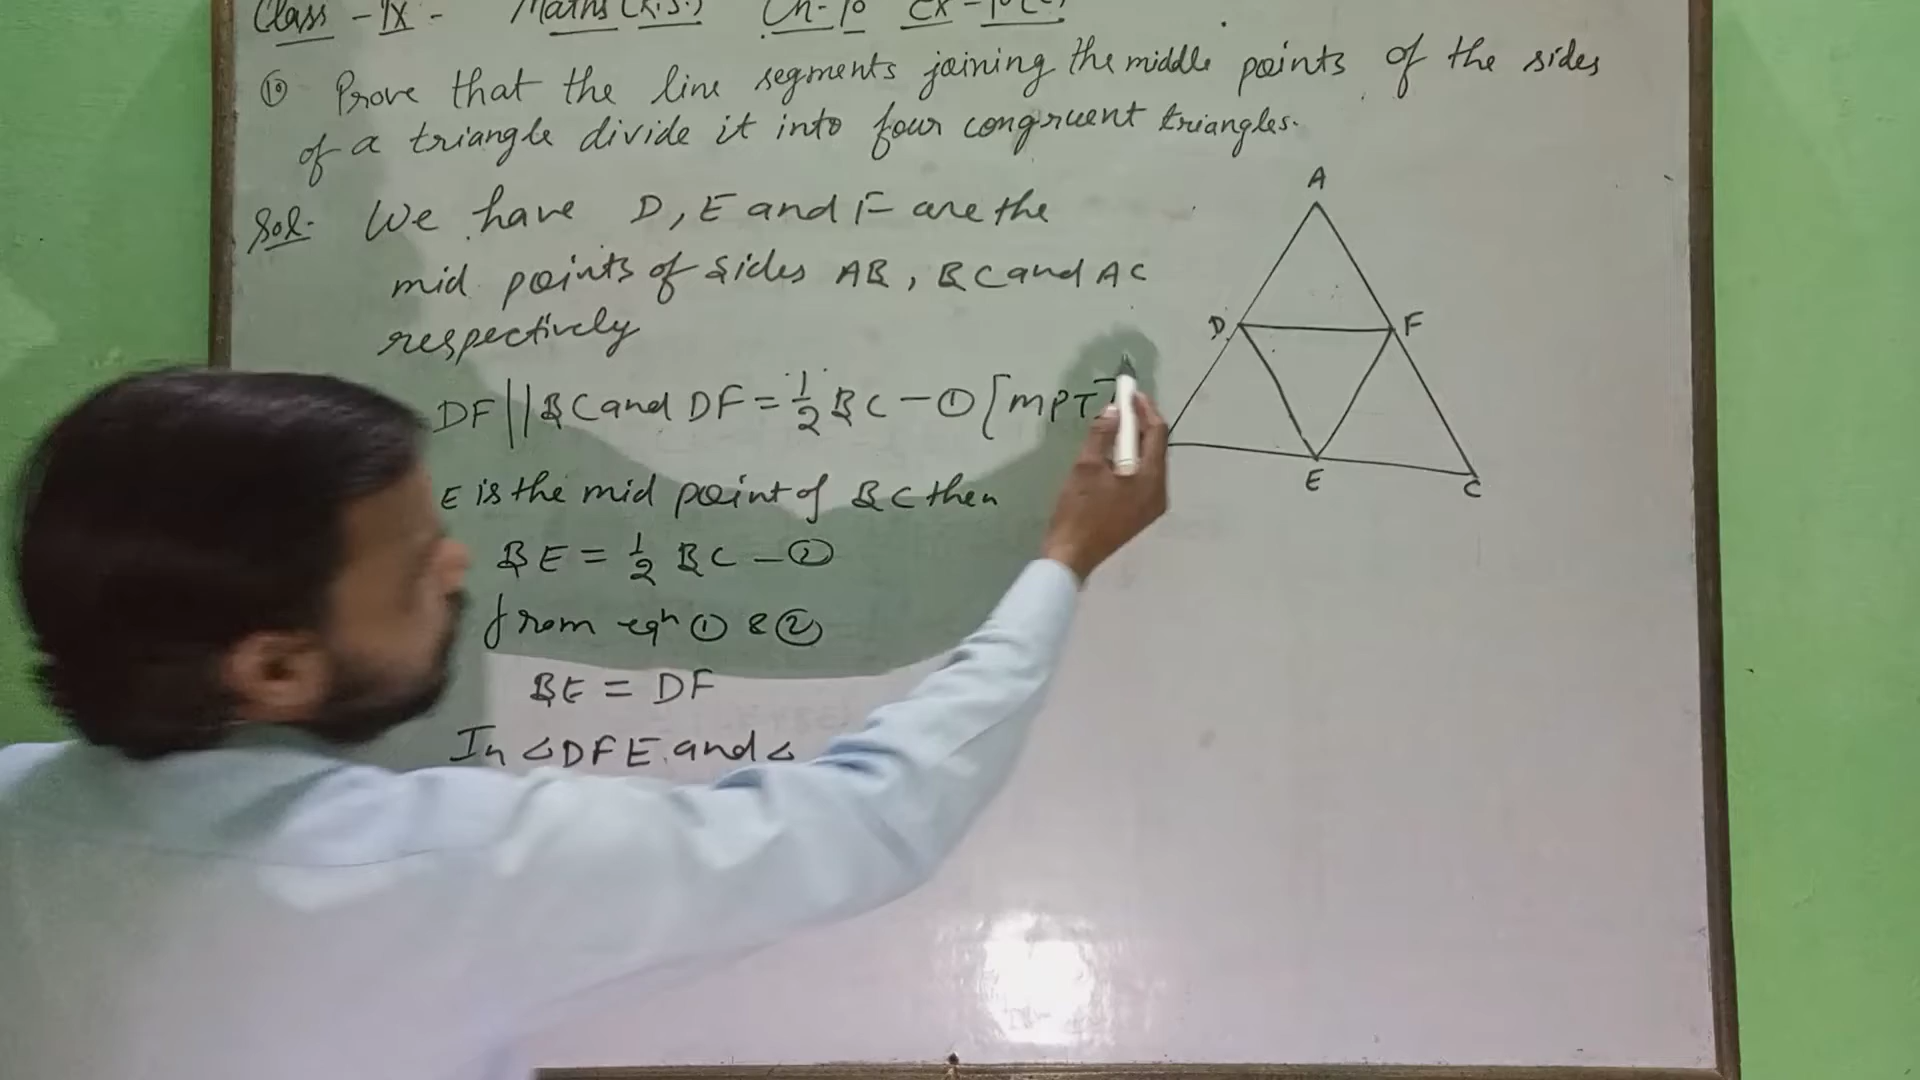 Class - IX - Maths (R.S.) Ch-10 Ex-10(
⑩ Prove that the line segments joining the middle points of the sides
of a triangle divide it into four congruent triangles.
Sol. We have D, E and F are the
mid points of sides AB, BC and AC
respectively
DF || BC and DF = 1/2 BC - ① [MPT]
E is the mid point of BC then
BE = 1/2 BC - ②
from eqn ① & ②
BE = DF
In △DFE and △
A
D
F
E
C